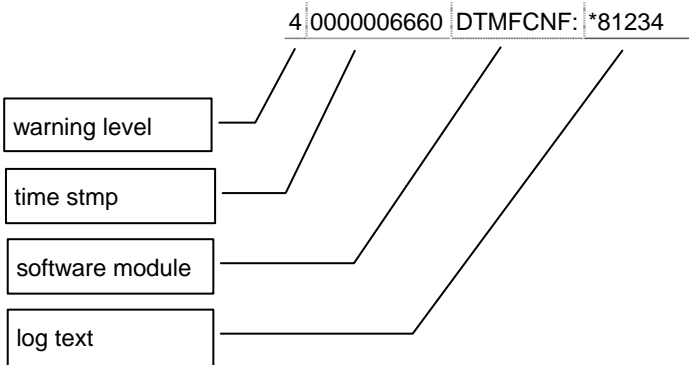 4 0000006660 DTMFCNF: *81234
warning level
time stmp
software module
log text